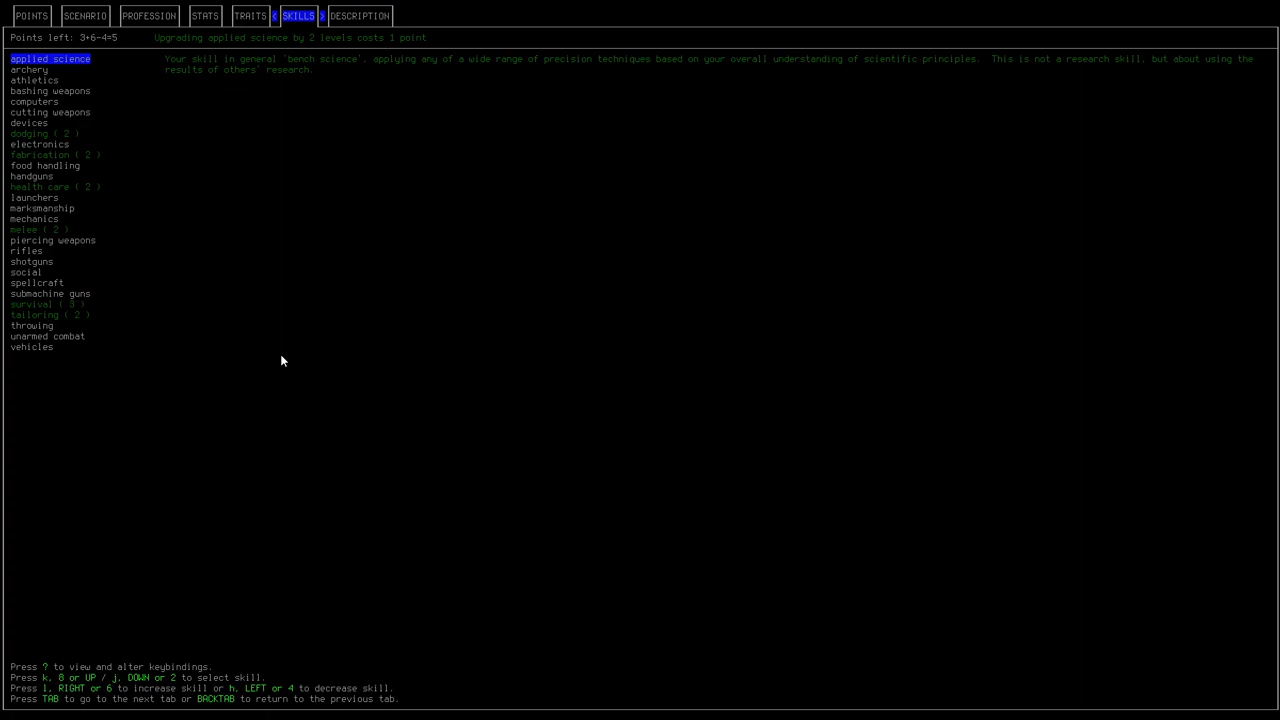 POINTS SCENARIO PROFESSION STATS TRAITS < SKILLS > DESCRIPTION
Points left: 3+6-4=5 Upgrading applied science by 2 levels costs 1 point
applied science Your skill in general 'bench science', applying any of a wide range of precision techniques based on your overall understanding of scientific principles. This is not a research skill, but about using the
archery results of others' research.
athletics
bashing weapons
computers
cutting weapons
devices
dodging ( 2 )
electronics
fabrication ( 2 )
food handling
handguns
health care ( 2 )
launchers
marksmanship
mechanics
melee ( 2 )
piercing weapons
rifles
shotguns
social
spellcraft
submachine guns
survival ( 3 )
tailoring ( 2 )
throwing
unarmed combat
vehicles
Press ? to view and alter keybindings.
Press k, 8 or UP / j, DOWN or 2 to select skill.
Press l, RIGHT or 6 to increase skill or h, LEFT or 4 to decrease skill.
Press TAB to go to the next tab or BACKTAB to return to the previous tab.